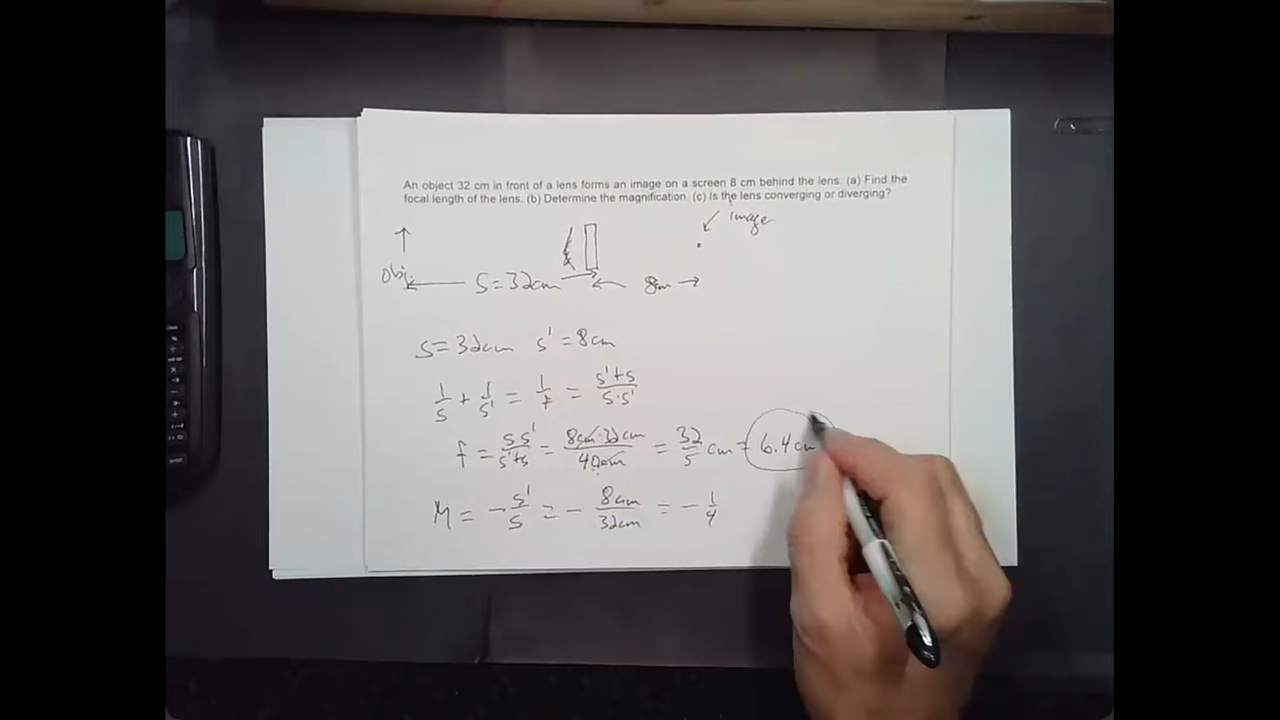 An object 32 cm in front of a lens forms an image on a screen 8 cm behind the lens. (a) Find the
focal length of the lens. (b) Determine the magnification. (c) Is the lens converging or diverging?
image
Obj.
S=32cm
8cm
S=32cm s'=8cm
1/s + 1/s' = 1/f = (s'+s)/(s·s')
f = ss'/(s'+s) = (8cm·32cm)/(40cm) = 32/5 cm = 6.4cm
M = -s'/s = - 8cm/32cm = - 1/4